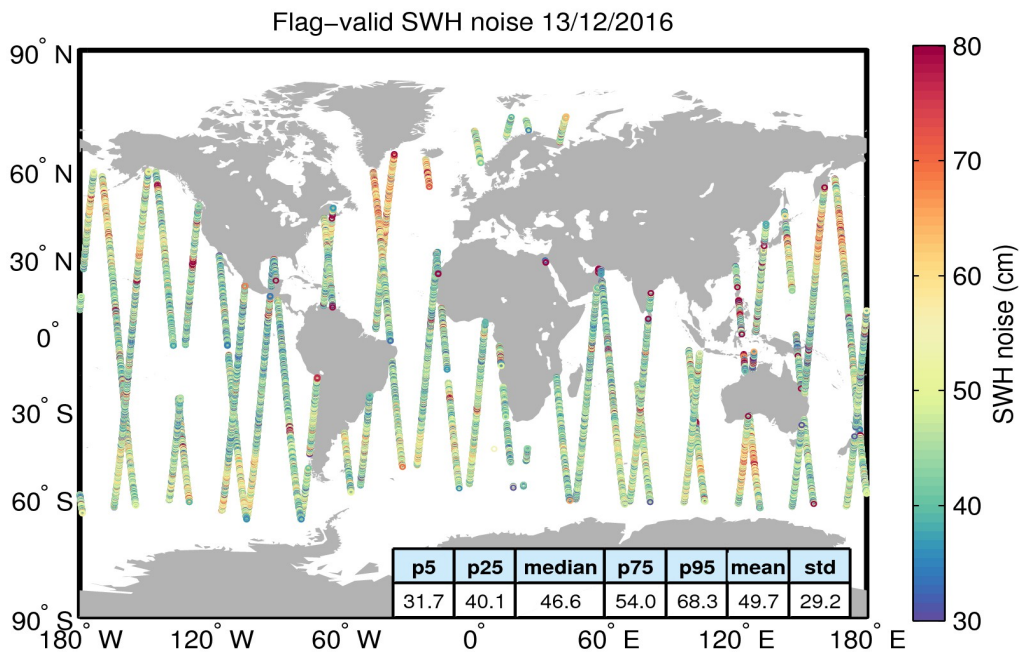 Flag−valid SWH noise 13/12/2016
90° N
60° N
30° N
0°
30° S
60° S
90° S
180° W
120° W
60° W
0°
60° E
120° E
180° E
80
70
60
50
40
30
SWH noise (cm)
p5 p25 median p75 p95 mean std
31.7 40.1 46.6 54.0 68.3 49.7 29.2